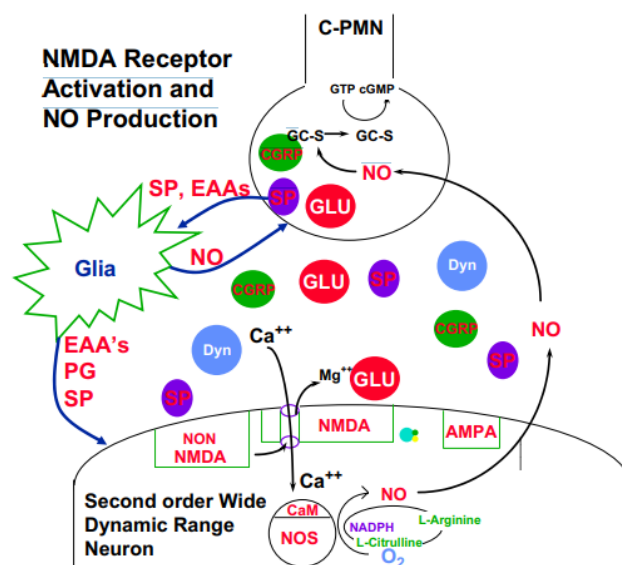 C-PMN
NMDA Receptor
Activation and
NO Production
GTP cGMP
GC-S
GC-S
CGRP
NO
SP, EAAs
SP
GLU
Glia
NO
CGRP
GLU
SP
Dyn
EAA's
PG
SP
Dyn
Ca++
CGRP
NO
SP
SP
Mg++
GLU
NON
NMDA
NMDA
AMPA
Ca++
Second order Wide
Dynamic Range
Neuron
CaM
NOS
NO
NADPH
L-Arginine
L-Citrulline
O2